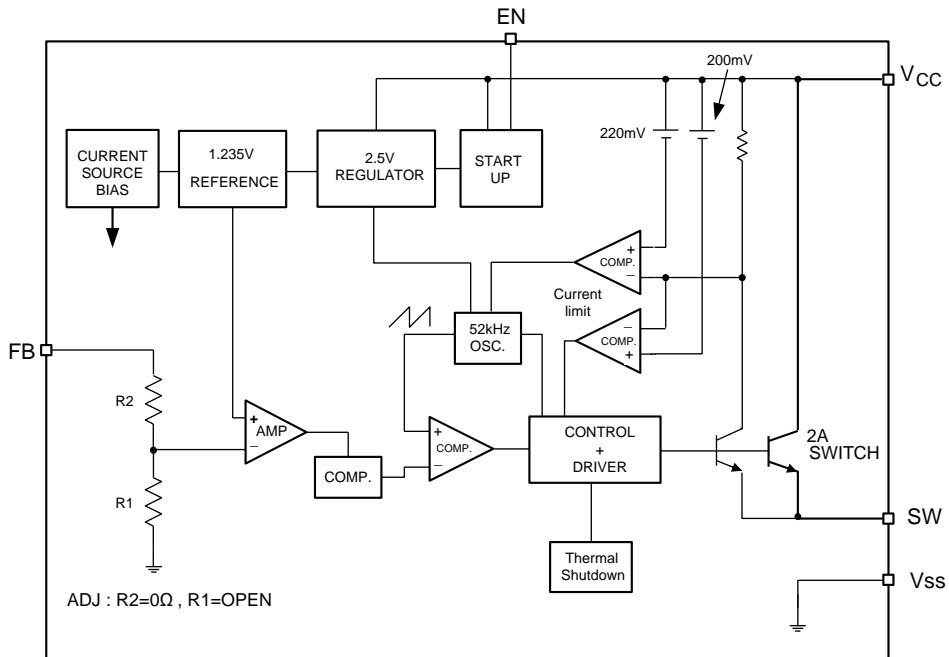 EN
200mV
VCC
220mV
CURRENT
SOURCE
BIAS
1.235V
REFERENCE
2.5V
REGULATOR
START
UP
+
COMP.
–
Current
limit
52kHz
OSC.
–
COMP.
+
FB
R2
R1
+
AMP
–
COMP.
+
COMP.
–
CONTROL
+
DRIVER
2A
SWITCH
SW
Thermal
Shutdown
Vss
ADJ : R2=0Ω , R1=OPEN